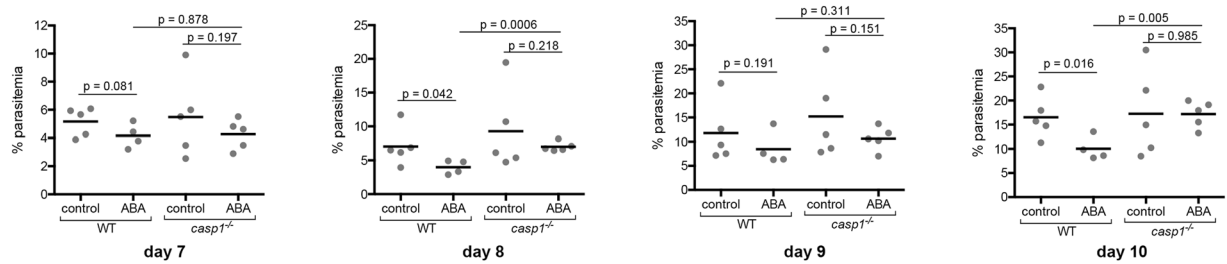 p = 0.878
p = 0.197
p = 0.081
% parasitemia
12
10
8
6
4
2
0
control ABA control ABA
WT casp1-/-
day 7
p = 0.0006
p = 0.218
p = 0.042
% parasitemia
25
20
15
10
5
0
control ABA control ABA
WT casp1-/-
day 8
p = 0.311
p = 0.151
p = 0.191
% parasitemia
35
30
25
20
15
10
5
0
control ABA control ABA
WT casp1-/-
day 9
p = 0.005
p = 0.985
p = 0.016
% parasitemia
35
30
25
20
15
10
5
0
control ABA control ABA
WT casp1-/-
day 10